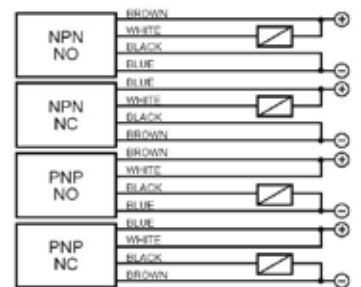 BROWN
WHITE
NPN
NO
BLACK
BLUE
+
-
BLUE
WHITE
NPN
NC
BLACK
BROWN
+
-
BROWN
WHITE
PNP
NO
BLACK
BLUE
+
-
BLUE
WHITE
PNP
NC
BLACK
BROWN
+
-